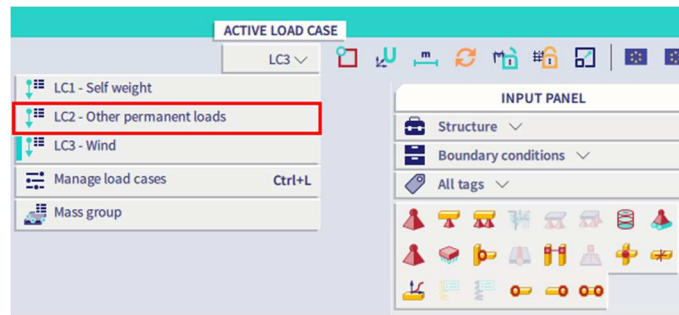 ACTIVE LOAD CASE
LC3
m
LC1 - Self weight
LC2 - Other permanent loads
LC3 - Wind
Manage load cases Ctrl+L
Mass group
INPUT PANEL
Structure
Boundary conditions
All tags